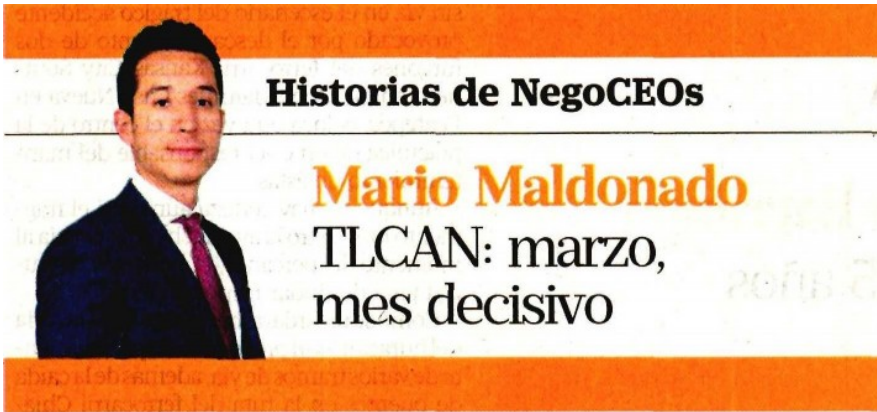 Historias de NegoCEOs
Mario Maldonado
TLCAN: marzo,
mes decisivo